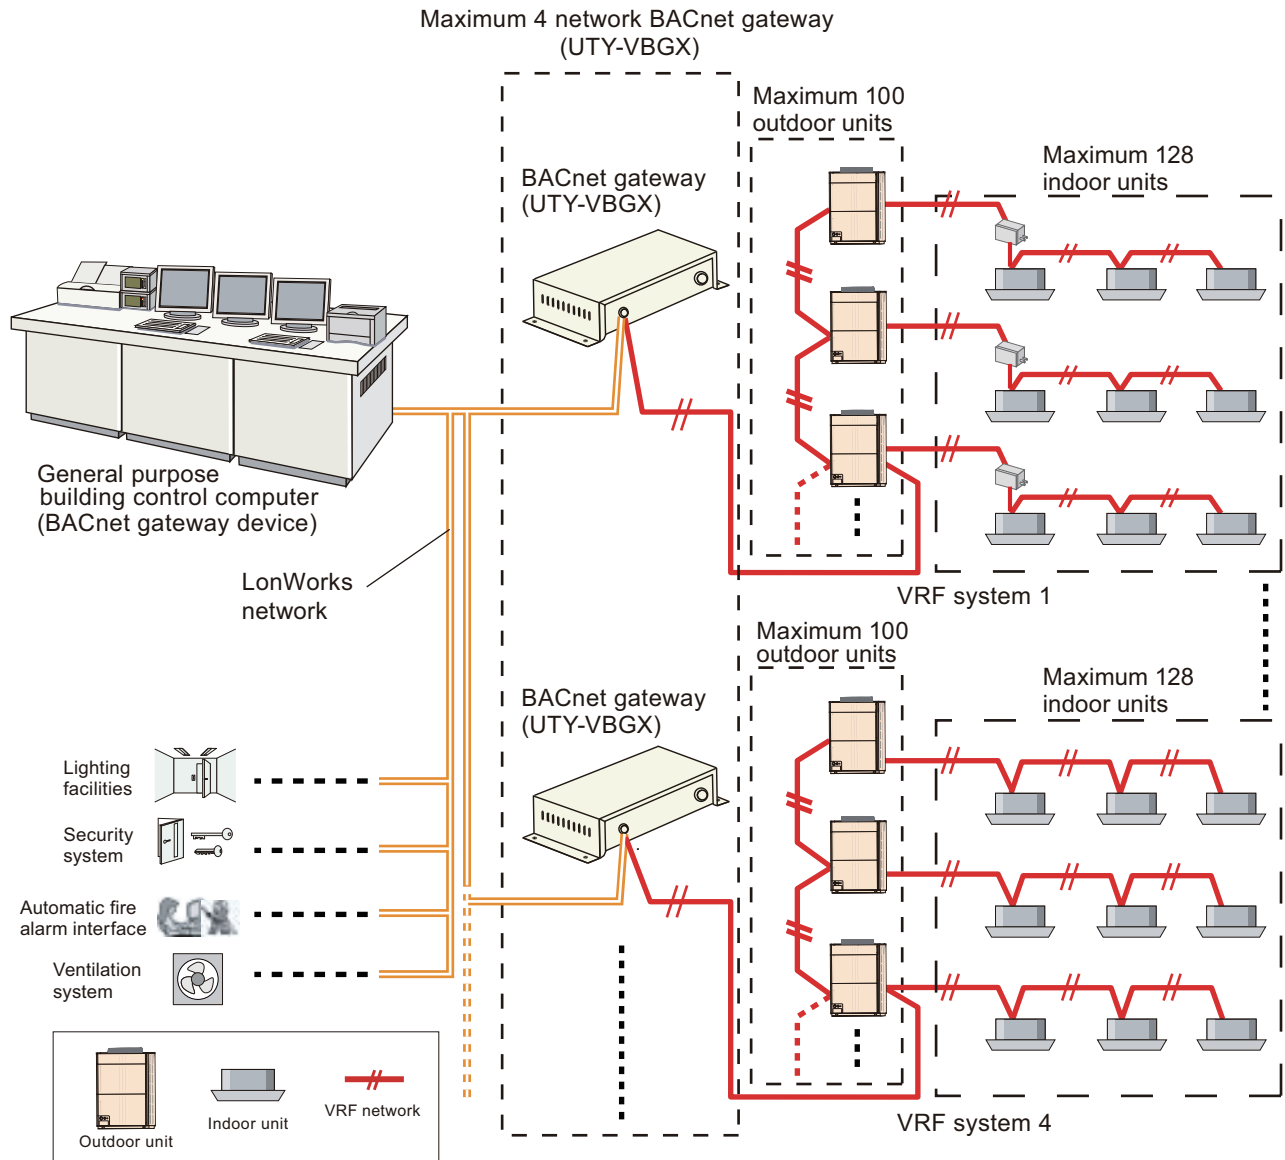 Maximum 4 network BACnet gateway
(UTY-VBGX)
Maximum 100
outdoor units
Maximum 128
indoor units
BACnet gateway
(UTY-VBGX)
General purpose
building control computer
(BACnet gateway device)
LonWorks
network
VRF system 1
Maximum 100
outdoor units
Maximum 128
indoor units
BACnet gateway
(UTY-VBGX)
Lighting
facilities
Security
system
Automatic fire
alarm interface
Ventilation
system
Outdoor unit
Indoor unit
VRF network
VRF system 4